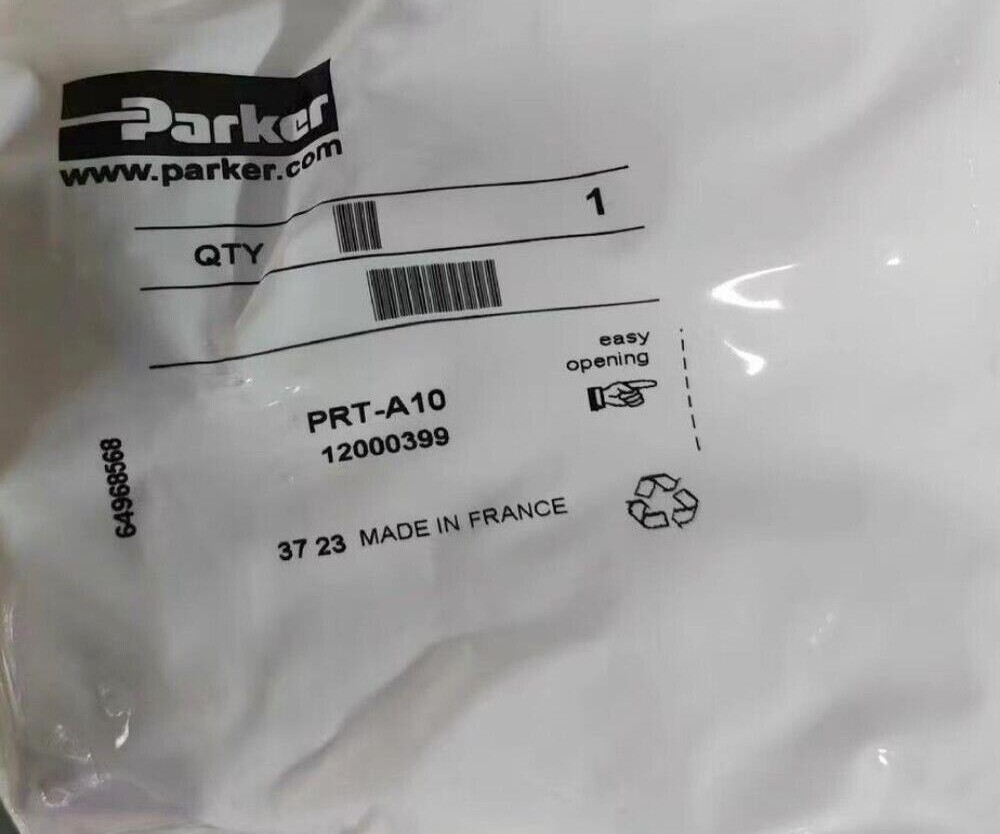 Parker
www.parker.com
QTY 1
easy
opening
PRT-A10
12000399
64968568
37 23 MADE IN FRANCE